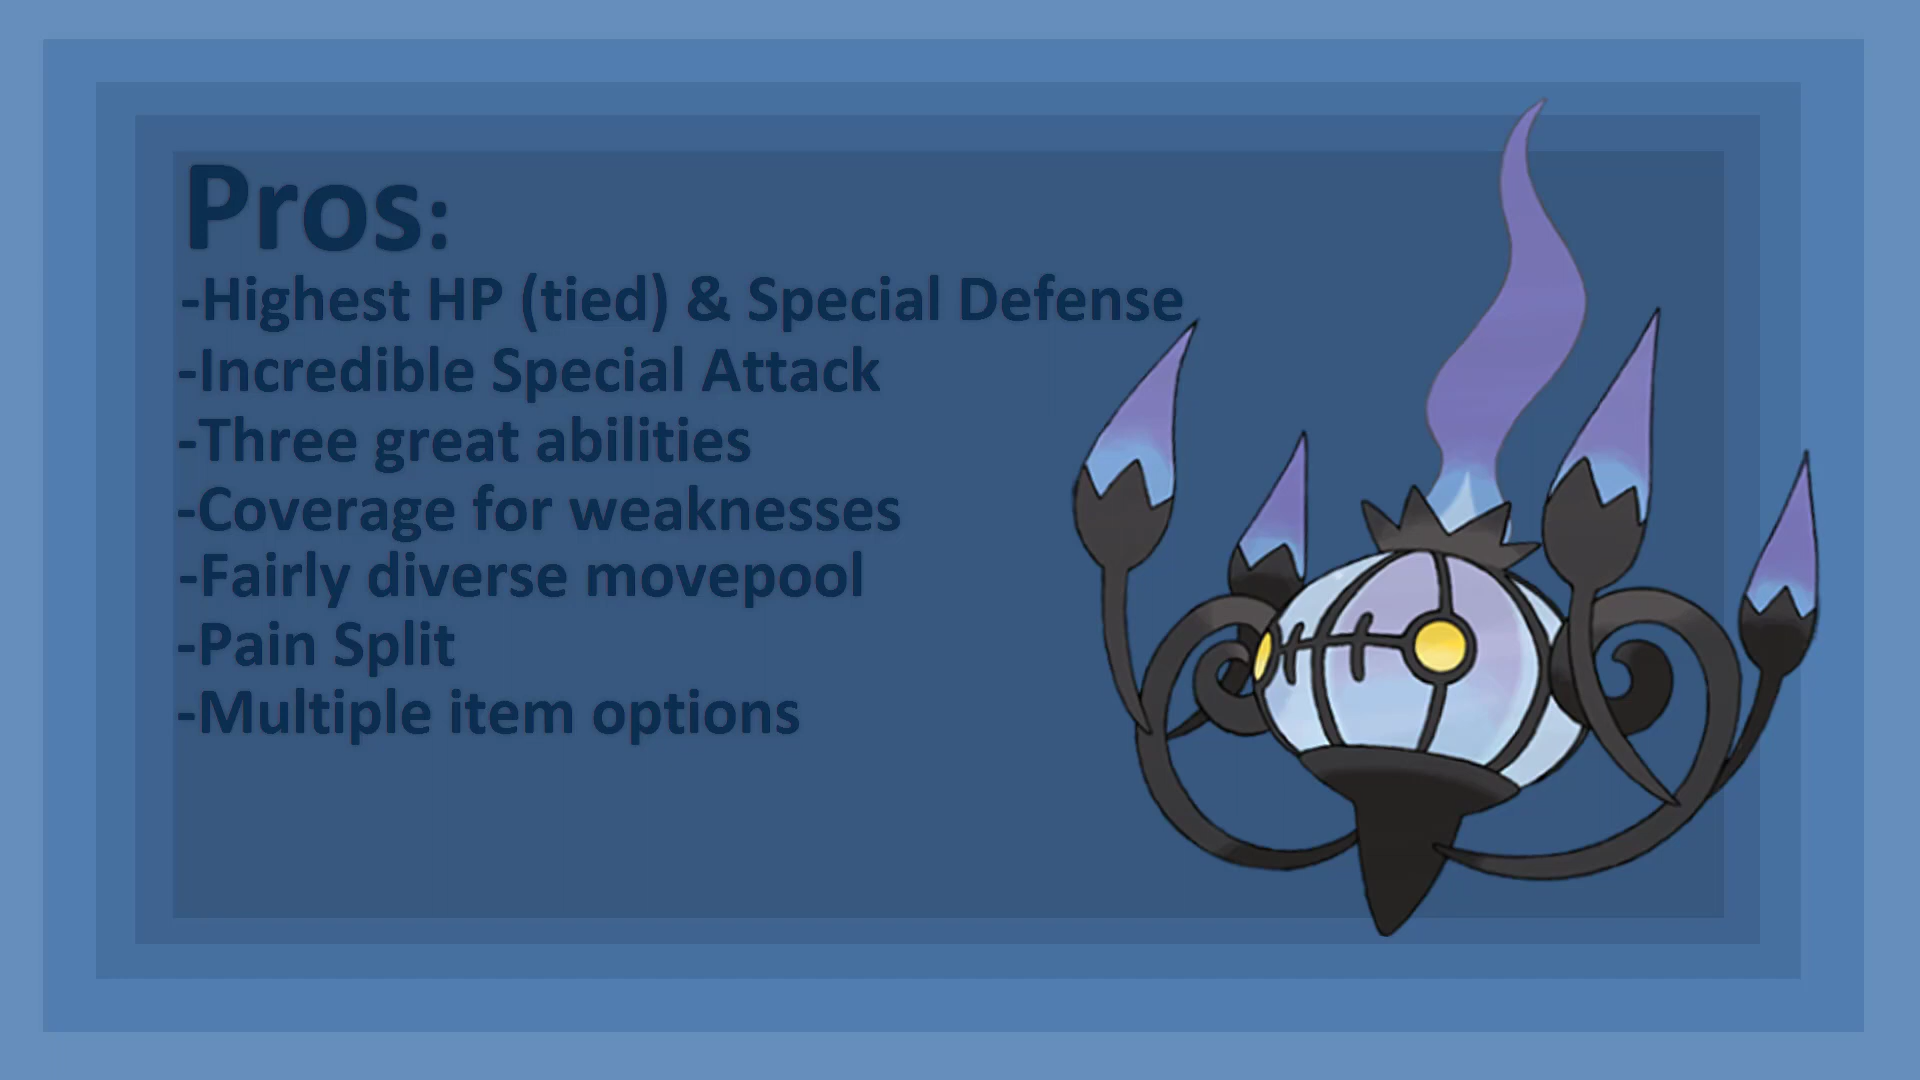 Pros:
-Highest HP (tied) & Special Defense
-Incredible Special Attack
-Three great abilities
-Coverage for weaknesses
-Fairly diverse movepool
-Pain Split
-Multiple item options